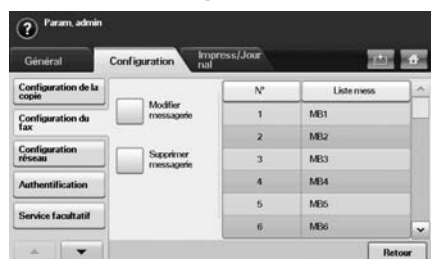 Param, admin
Général
Configuration
Impress/Jour
nal
Configuration de la
copie
Configuration du
fax
Configuration
réseau
Authentification
Service facultatif
Modifier
messagerie
Supprimer
messagerie
N° Liste mess
1 MB1
2 MB2
3 MB3
4 MB4
5 MB5
6 MB6
Retour